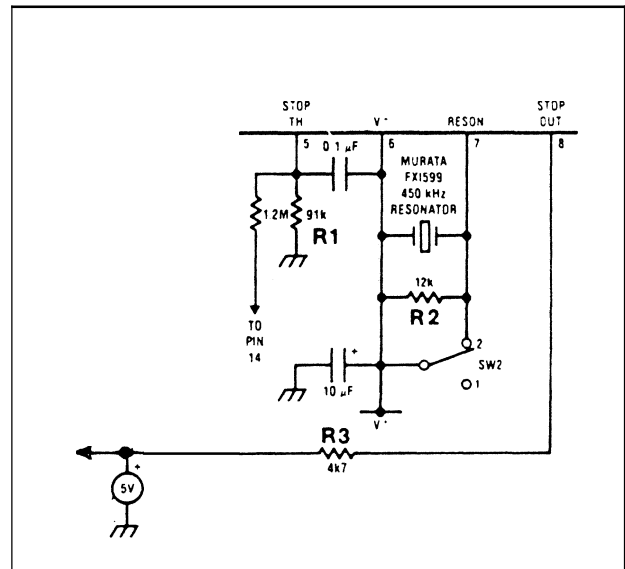 STOP TH
V+
RESON
STOP OUT
5
6
7
8
0.1 µF
MURATA
FX1599
450 kHz
RESONATOR
1.2M
91k
R1
12k
R2
TO
PIN
14
10 µF
+
2
SW2
1
V+
R3
4k7
+
5V